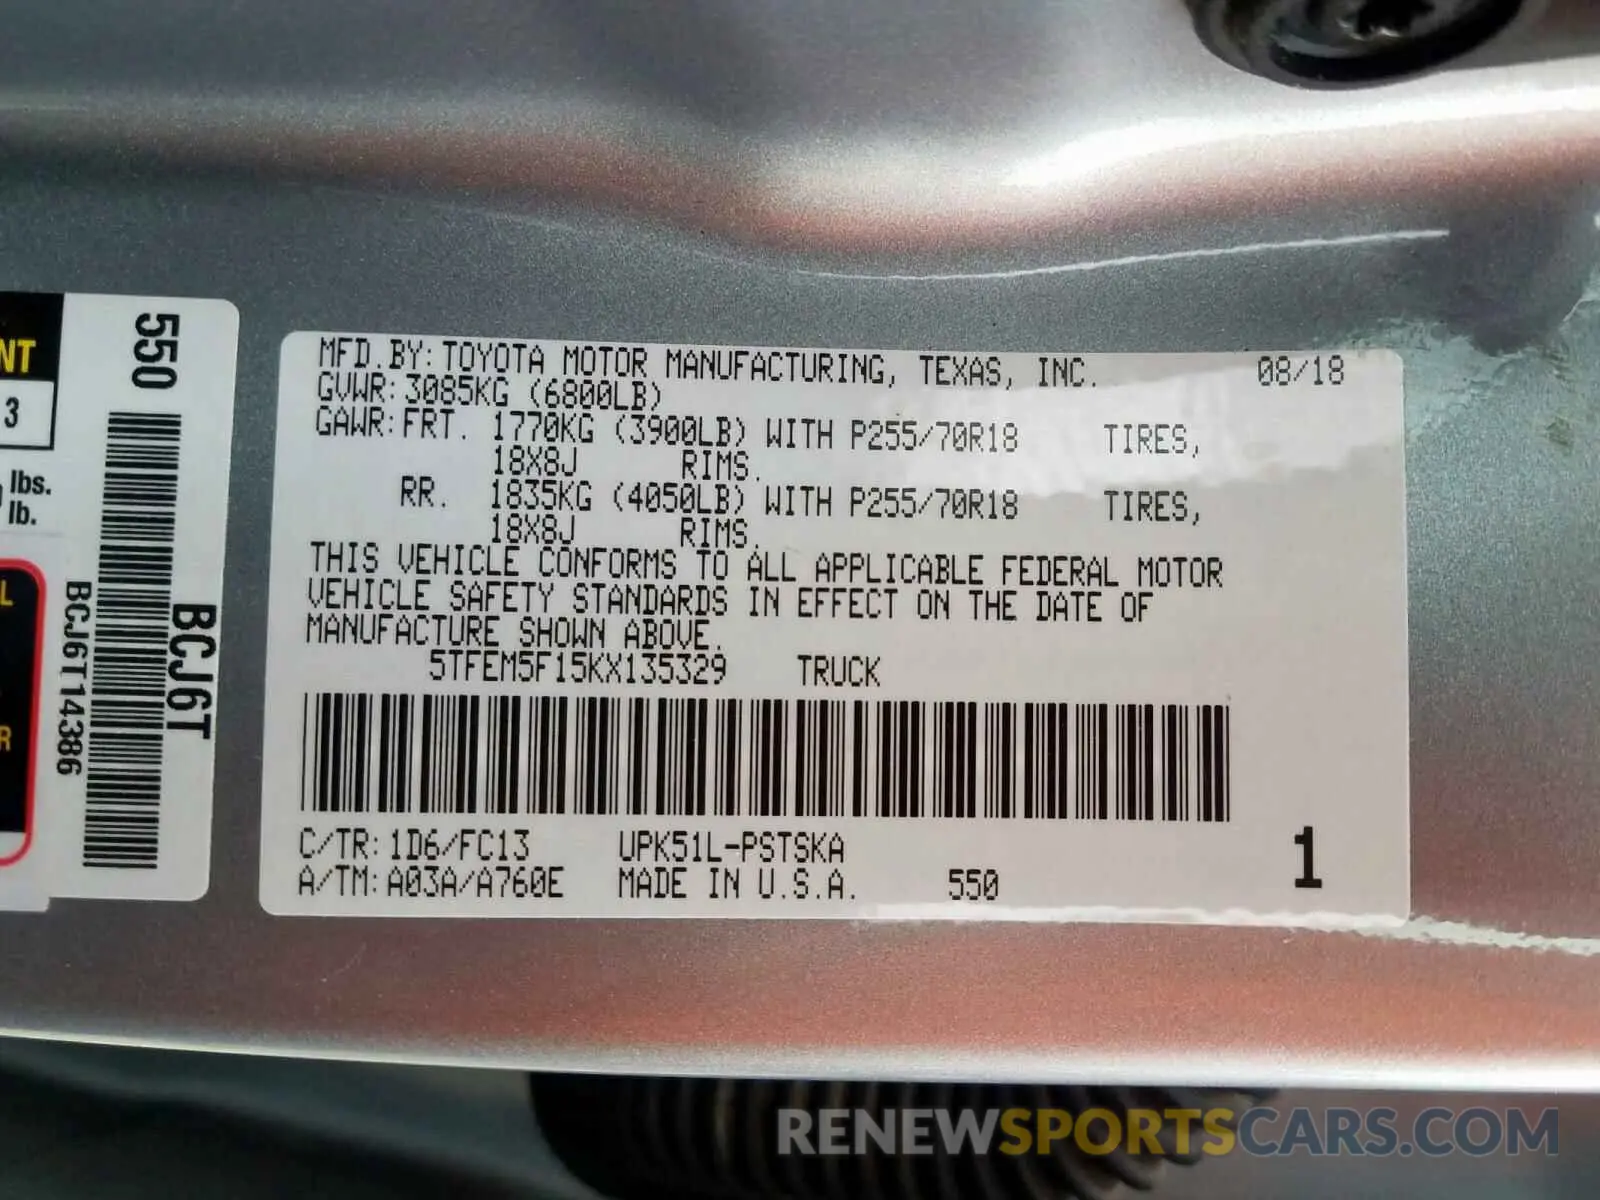 NT
3
lbs.
lb.
L
R
550
BCJ6T
BCJ6T14386
MFD.BY:TOYOTA MOTOR MANUFACTURING, TEXAS, INC. 08/18
GVWR:3085KG (6800LB)
GAWR:FRT. 1770KG (3900LB) WITH P255/70R18 TIRES,
18X8J RIMS.
RR. 1835KG (4050LB) WITH P255/70R18 TIRES,
18X8J RIMS.
THIS VEHICLE CONFORMS TO ALL APPLICABLE FEDERAL MOTOR
VEHICLE SAFETY STANDARDS IN EFFECT ON THE DATE OF
MANUFACTURE SHOWN ABOVE.
5TFEM5F15KX135329 TRUCK
C/TR:1D6/FC13 UPK51L-PSTSKA
A/TM:A03A/A760E MADE IN U.S.A. 550 1
RENEWSPORTSCARS.COM